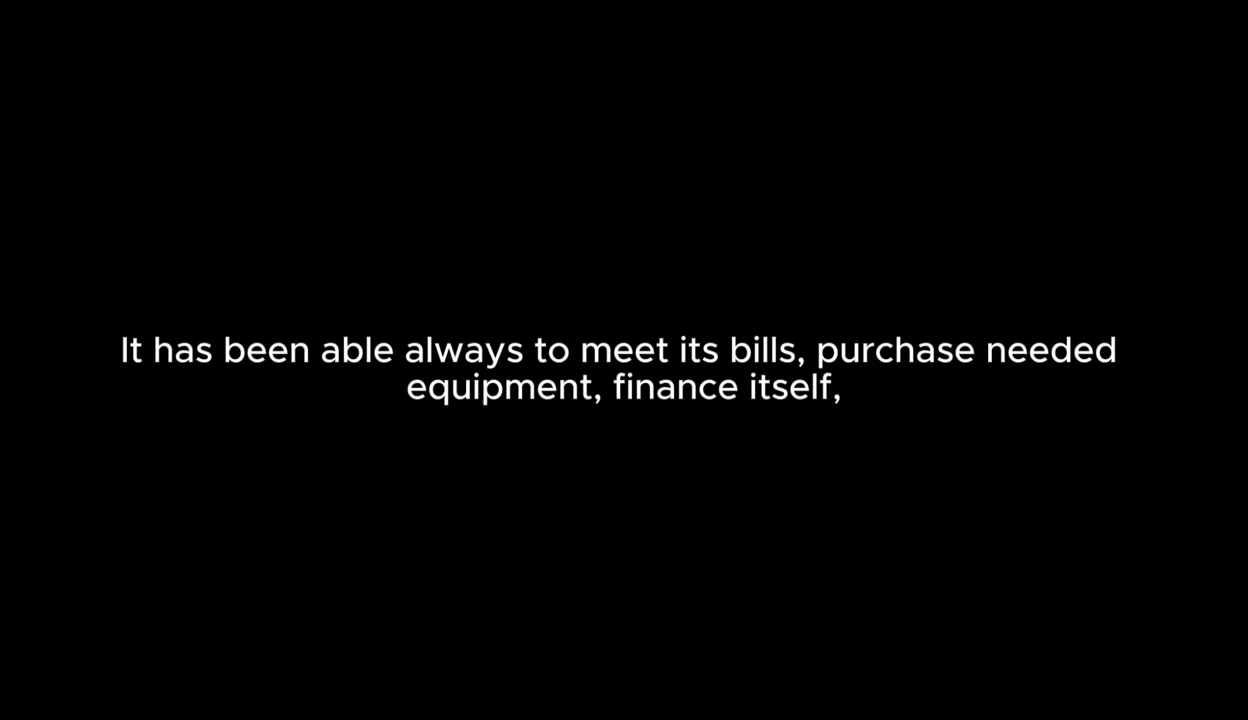 It has been able always to meet its bills, purchase needed
equipment, finance itself,